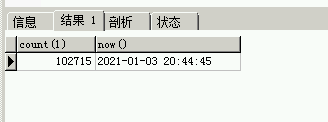 信息 结果 1 剖析 状态
count(1) now()
102715 2021-01-03 20:44:45